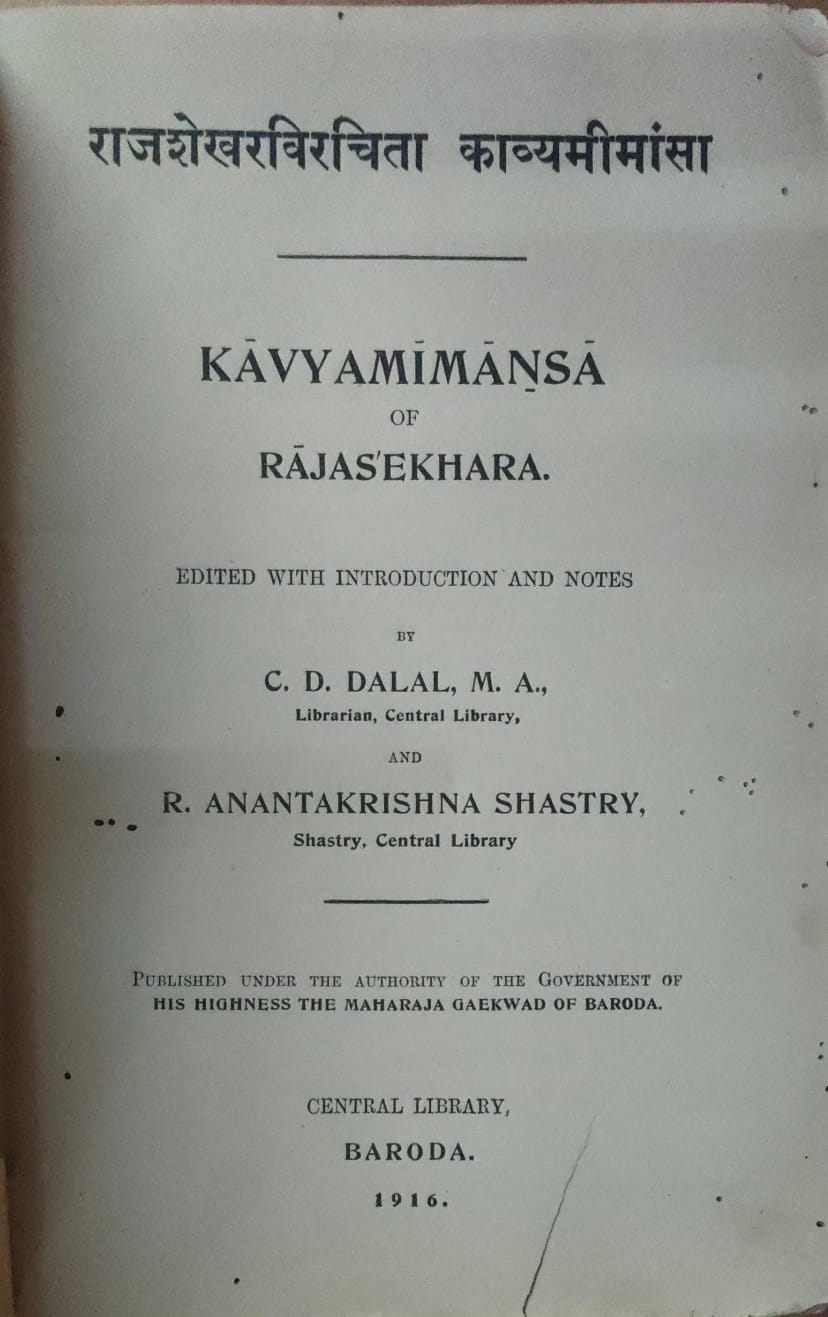 राजशेखरविरचिता काव्यमीमांसा
KĀVYAMĪMĀṈSĀ
OF
RĀJAS'EKHARA.
EDITED WITH INTRODUCTION AND NOTES
BY
C. D. DALAL, M. A.,
Librarian, Central Library,
AND
R. ANANTAKRISHNA SHASTRY,
Shastry, Central Library
PUBLISHED UNDER THE AUTHORITY OF THE GOVERNMENT OF
HIS HIGHNESS THE MAHARAJA GAEKWAD OF BARODA.
CENTRAL LIBRARY,
BARODA.
1916.